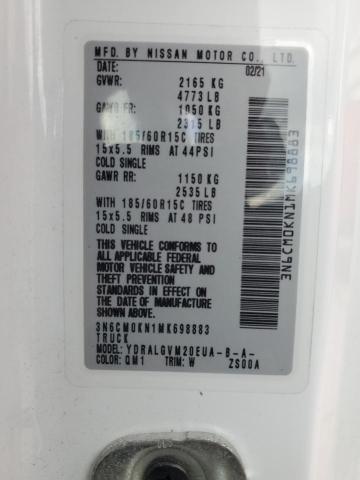 MFD. BY NISSAN MOTOR CO., LTD.
DATE: 02/21
GVWR: 2165 KG
4773 LB
GAWR FR: 1050 KG
2315 LB
WITH 185/60R15C TIRES
15x5.5 RIMS AT 44PSI
COLD SINGLE
GAWR RR: 1150 KG
2535 LB
WITH 185/60R15C TIRES
15x5.5 RIMS AT 48 PSI
COLD SINGLE
THIS VEHICLE CONFORMS TO
ALL APPLICABLE FEDERAL
MOTOR VEHICLE SAFETY AND
THEFT PREVENTION
STANDARDS IN EFFECT ON
THE DATE OF MANUFACTURE
SHOWN ABOVE.
3N6CM0KN1MK698883
TRUCK
MODEL: YDRALGVM20EUA-B-A-
COLOR: QM1 TRIM: W ZS00A
3N6CM0KN1MK698883